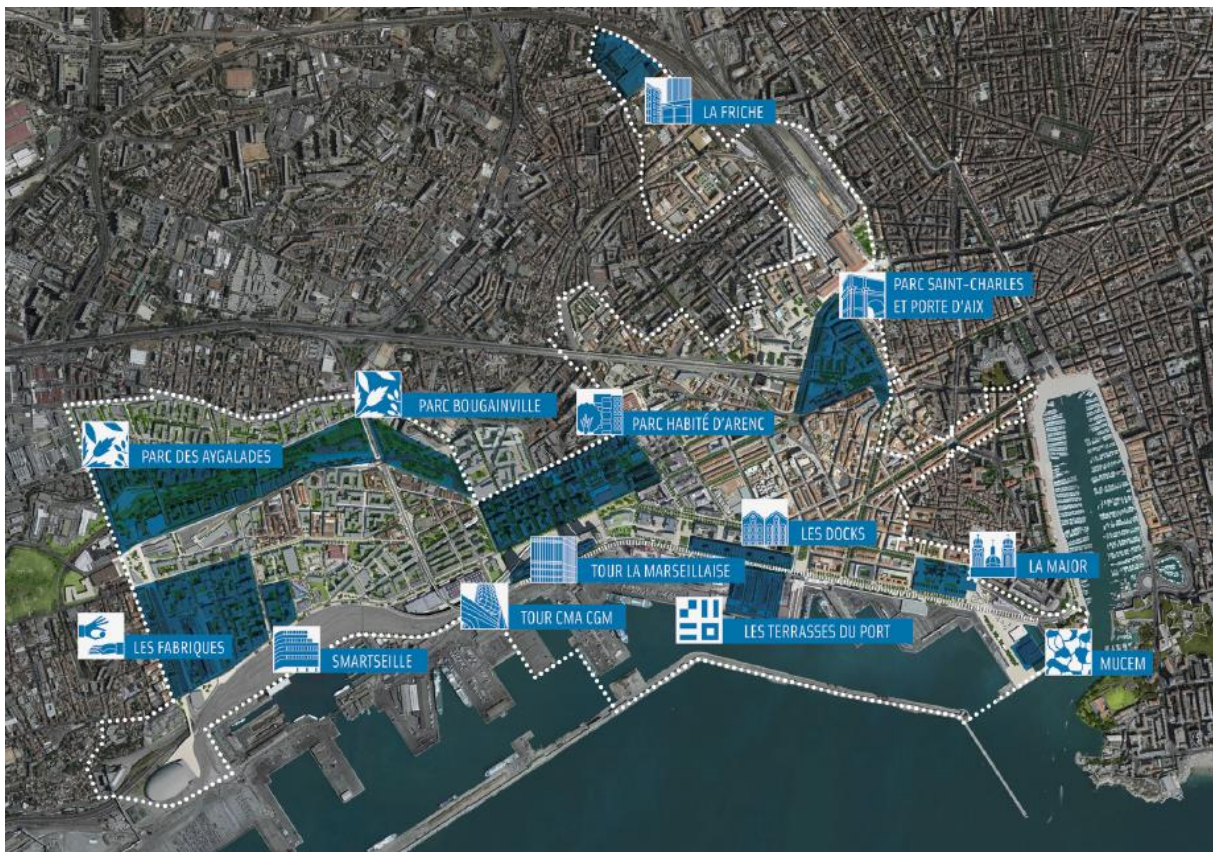 LA FRICHE
PARC SAINT-CHARLES
ET PORTE D'AIX
PARC BOUGAINVILLE
PARC HABITÉ D'ARENC
PARC DES AYGALADES
LES DOCKS
LA MAJOR
TOUR LA MARSEILLAISE
TOUR CMA CGM
LES TERRASSES DU PORT
LES FABRIQUES
SMARTSEILLE
MUCEM